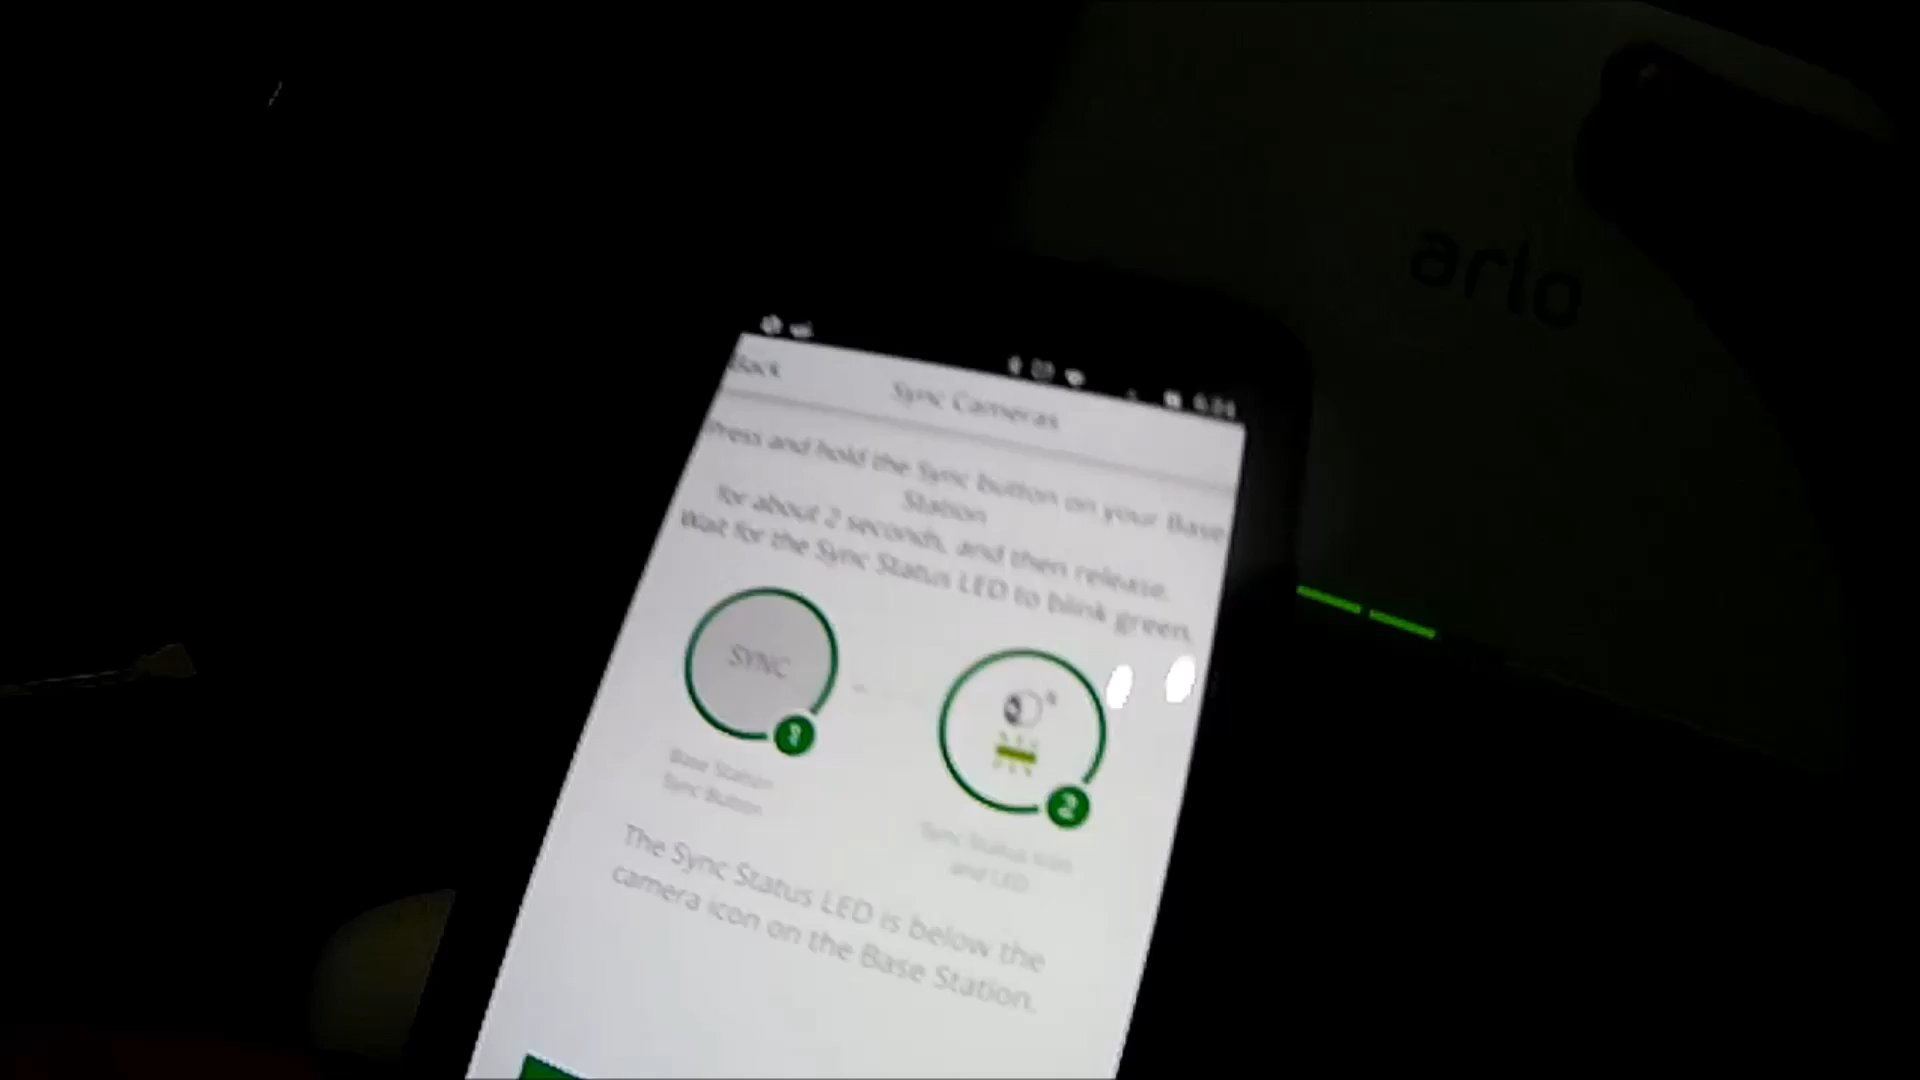 arlo
Back
Sync Cameras
Press and hold the Sync button on your Base
Station
for about 2 seconds, and then release.
Wait for the Sync Status LED to blink green.
SYNC
1
2
Base Station
Sync Button
Sync Status Icon
and LED
The Sync Status LED is below the
camera icon on the Base Station.